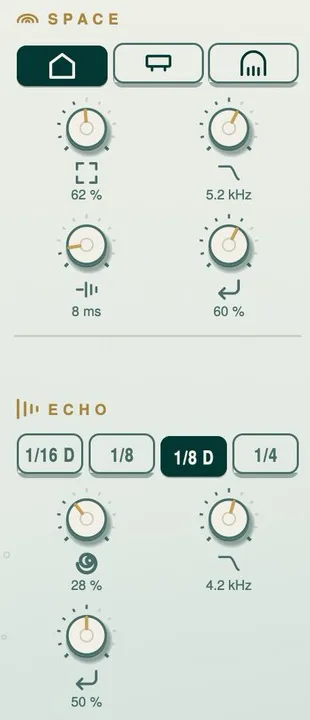 SPACE
62 % 5.2 kHz
8 ms 60 %
ECHO
1/16 D 1/8 1/8 D 1/4
28 % 4.2 kHz
50 %